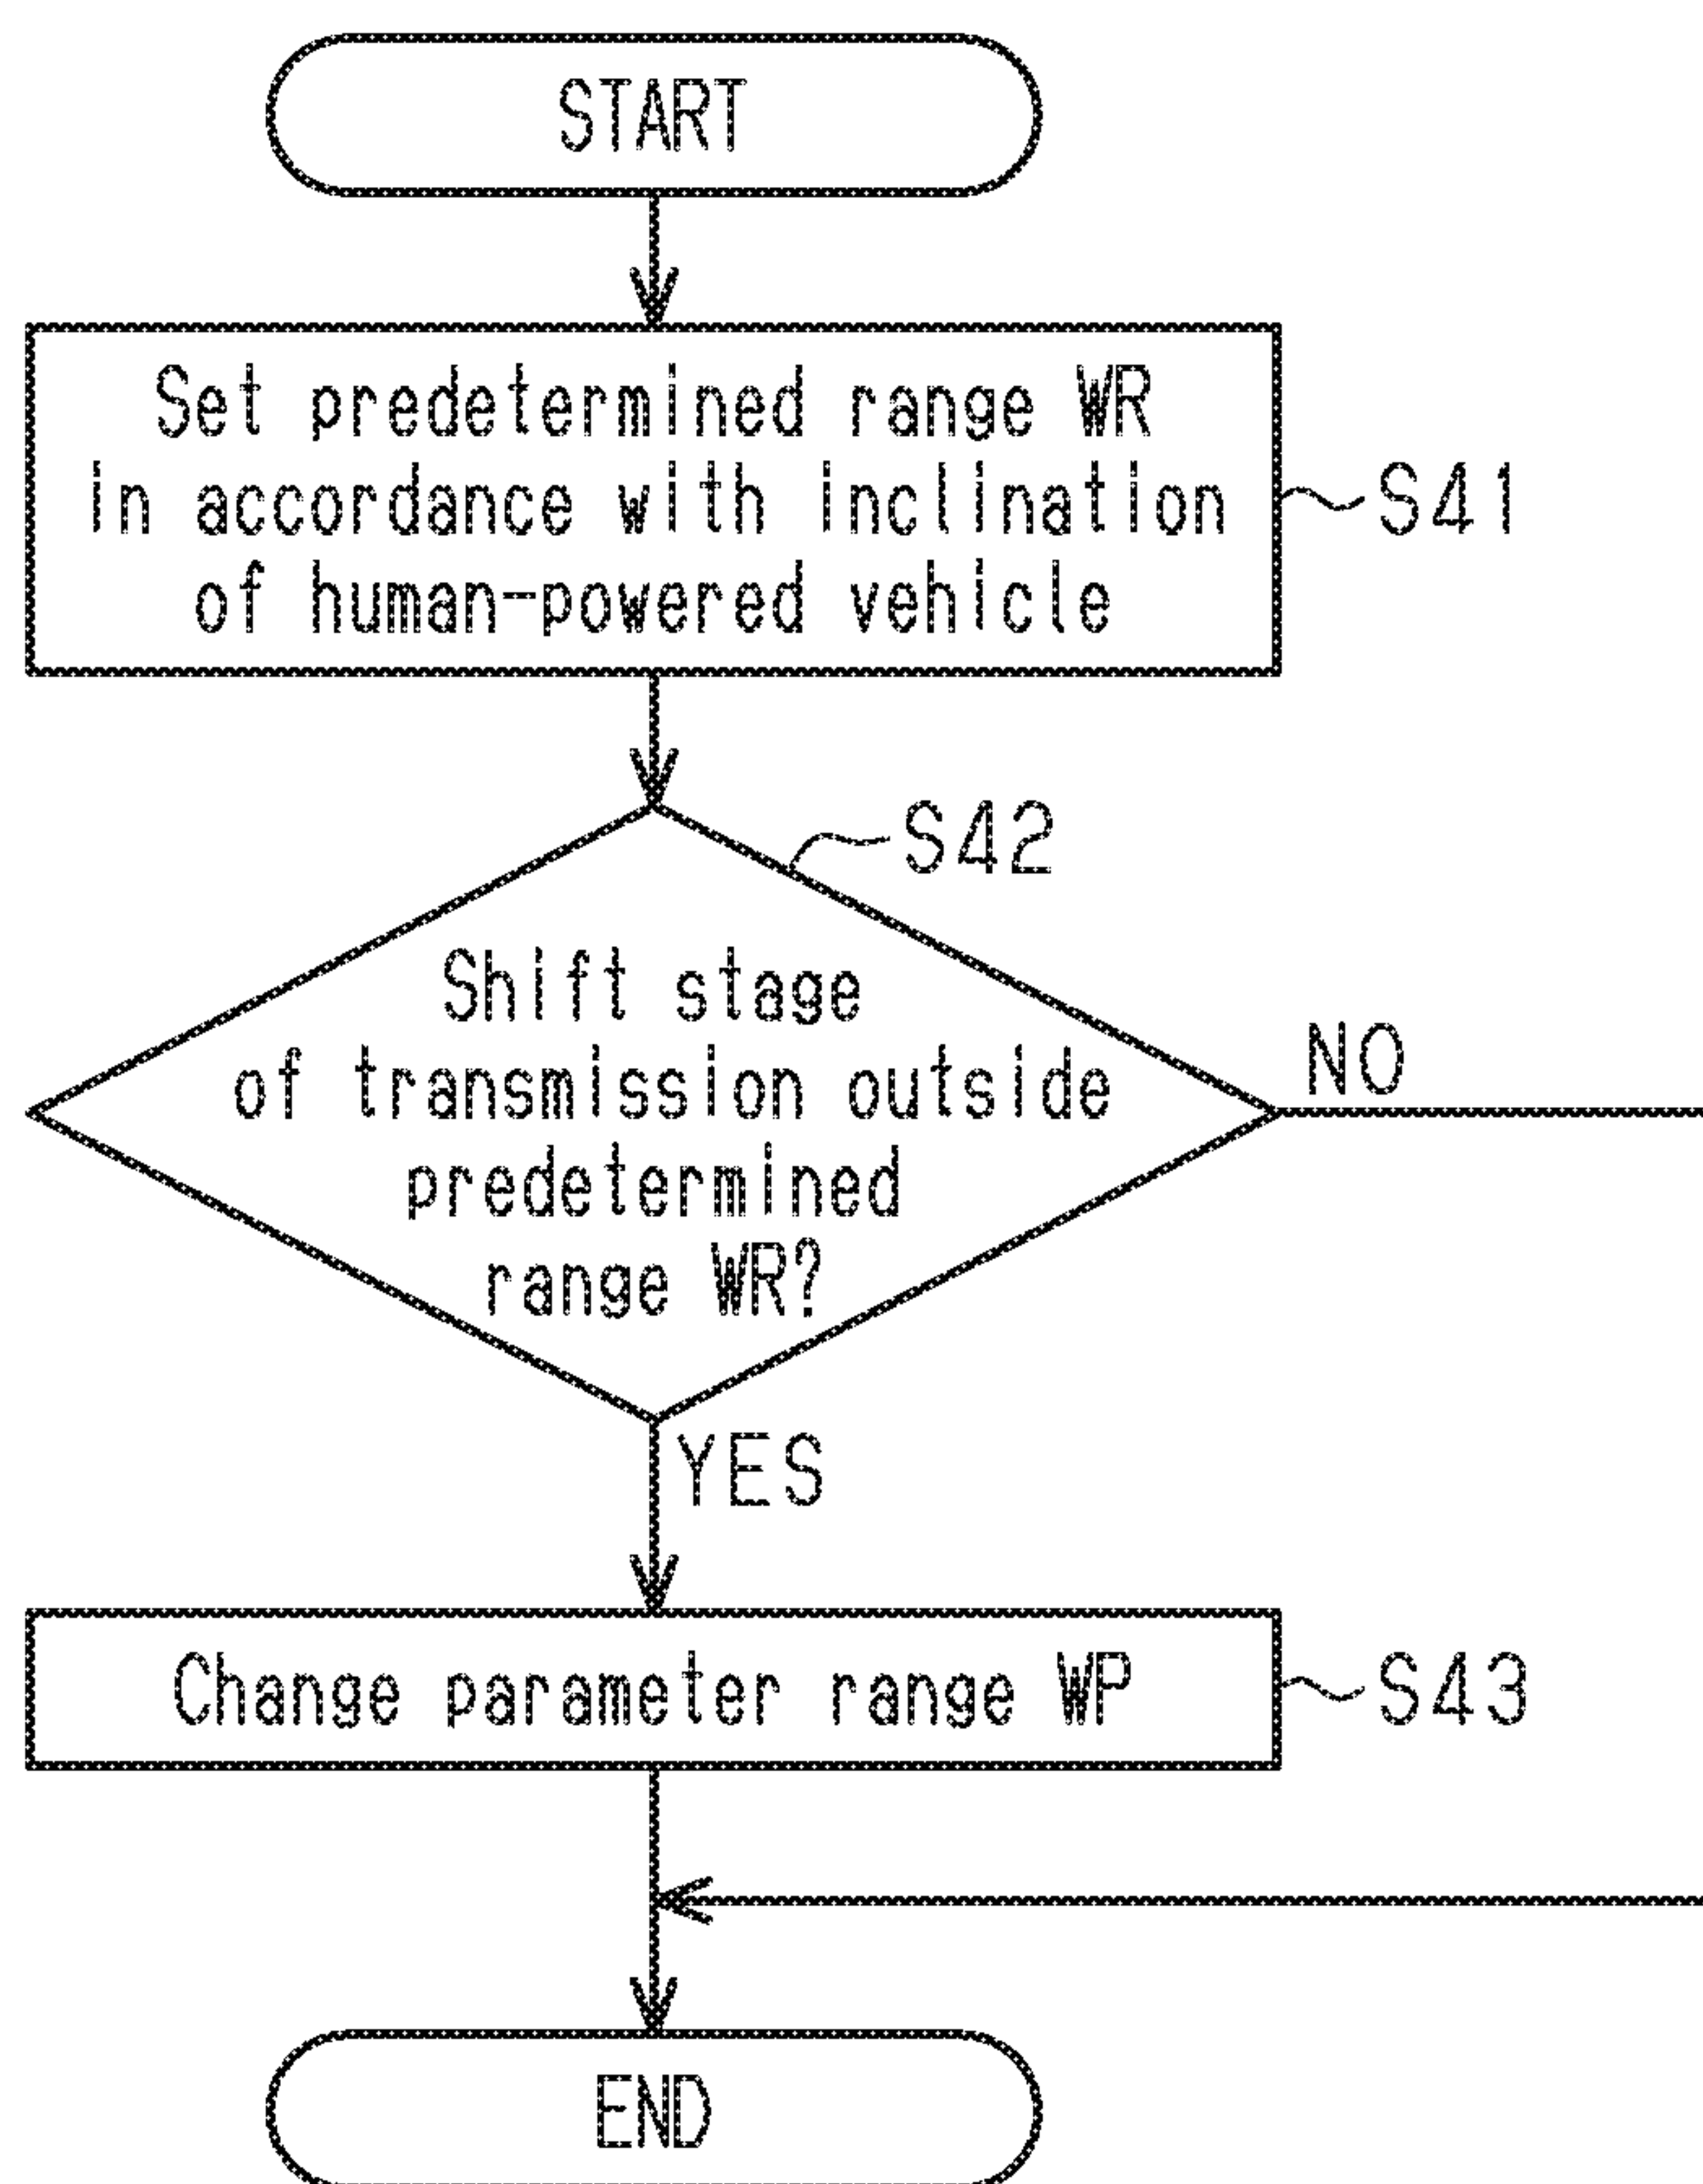 START
Set predetermined range WR
in accordance with inclination
of human-powered vehicle
S41
S42
Shift stage
of transmission outside
predetermined
range WR?
NO
YES
Change parameter range WP
S43
END